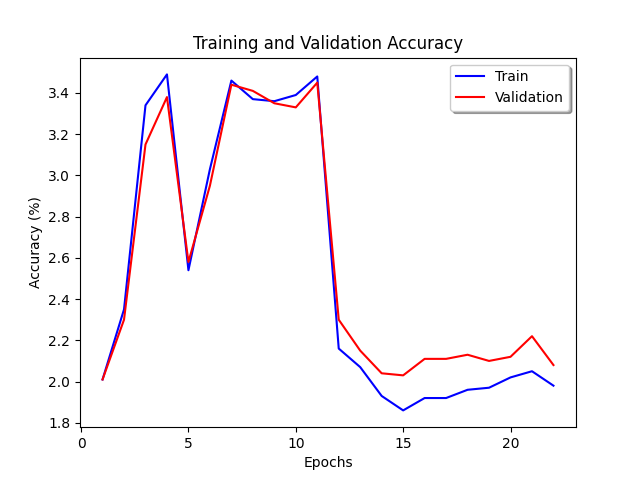 Training and Validation Accuracy
Train
Validation
3.4
3.2
3.0
2.8
2.6
2.4
2.2
2.0
1.8
Accuracy (%)
0 5 10 15 20
Epochs